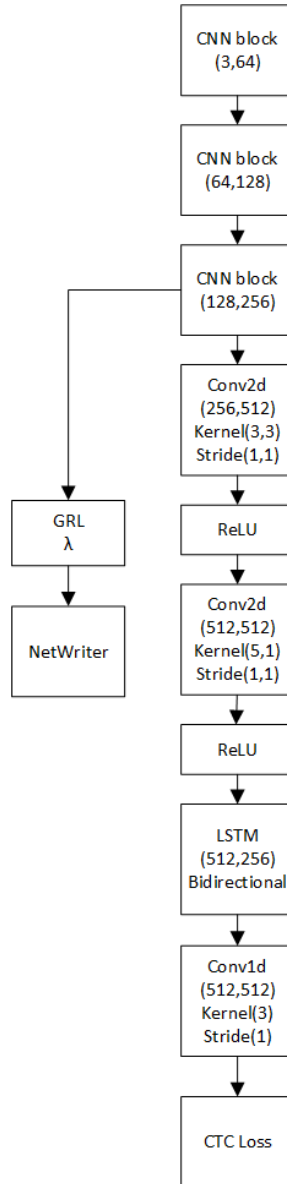 CNN block
(3,64)
CNN block
(64,128)
CNN block
(128,256)
Conv2d
(256,512)
Kernel(3,3)
Stride(1,1)
GRL
λ
ReLU
NetWriter
Conv2d
(512,512)
Kernel(5,1)
Stride(1,1)
ReLU
LSTM
(512,256)
Bidirectional
Conv1d
(512,512)
Kernel(3)
Stride(1)
CTC Loss